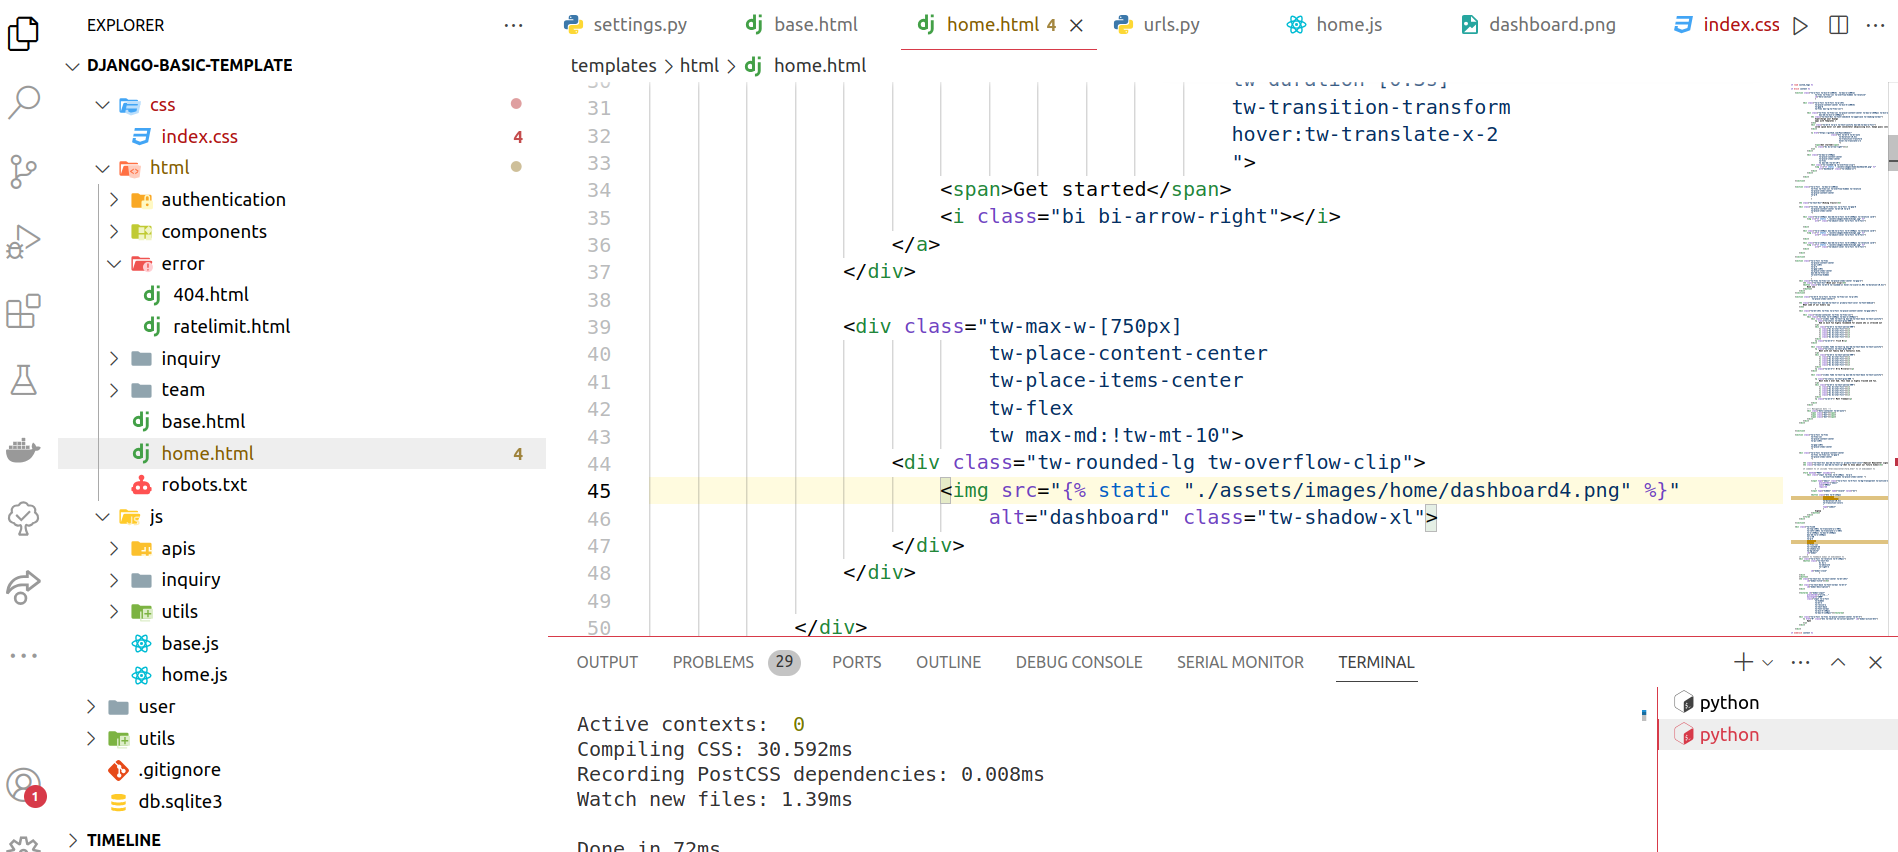 EXPLORER
DJANGO-BASIC-TEMPLATE
css
index.css 4
html
authentication
components
error
404.html
ratelimit.html
inquiry
team
base.html
home.html 4
robots.txt
js
apis
inquiry
utils
base.js
home.js
user
utils
.gitignore
db.sqlite3
TIMELINE
1
settings.py
base.html
home.html 4
urls.py
home.js
dashboard.png
index.css
templates > html > home.html
30 tw-duration-[0.3s]
31 tw-transition-transform
32 hover:tw-translate-x-2
33 ">
34 <span>Get started</span>
35 <i class="bi bi-arrow-right"></i>
36 </a>
37 </div>
38
39 <div class="tw-max-w-[750px]
40 tw-place-content-center
41 tw-place-items-center
42 tw-flex
43 tw max-md:!tw-mt-10">
44 <div class="tw-rounded-lg tw-overflow-clip">
45 <img src="{% static "./assets/images/home/dashboard4.png" %}"
46 alt="dashboard" class="tw-shadow-xl">
47 </div>
48 </div>
49
50 </div>
OUTPUT PROBLEMS 29 PORTS OUTLINE DEBUG CONSOLE SERIAL MONITOR TERMINAL
Active contexts: 0
Compiling CSS: 30.592ms
Recording PostCSS dependencies: 0.008ms
Watch new files: 1.39ms
Done in 72ms
python
python